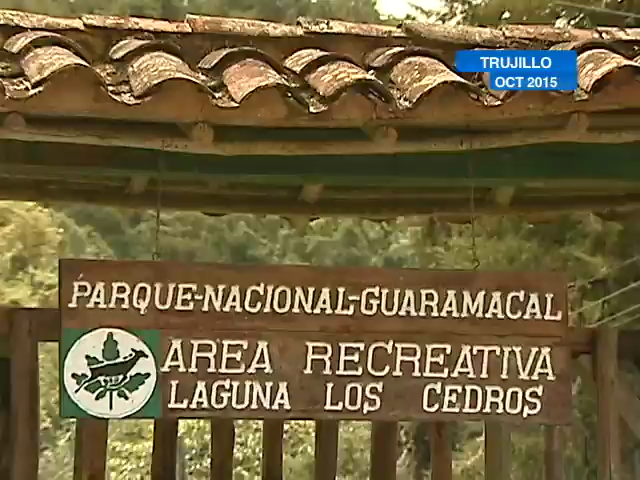 TRUJILLO
OCT 2015
PARQUE-NACIONAL-GUARAMACAL
AREA RECREATIVA
LAGUNA LOS CEDROS